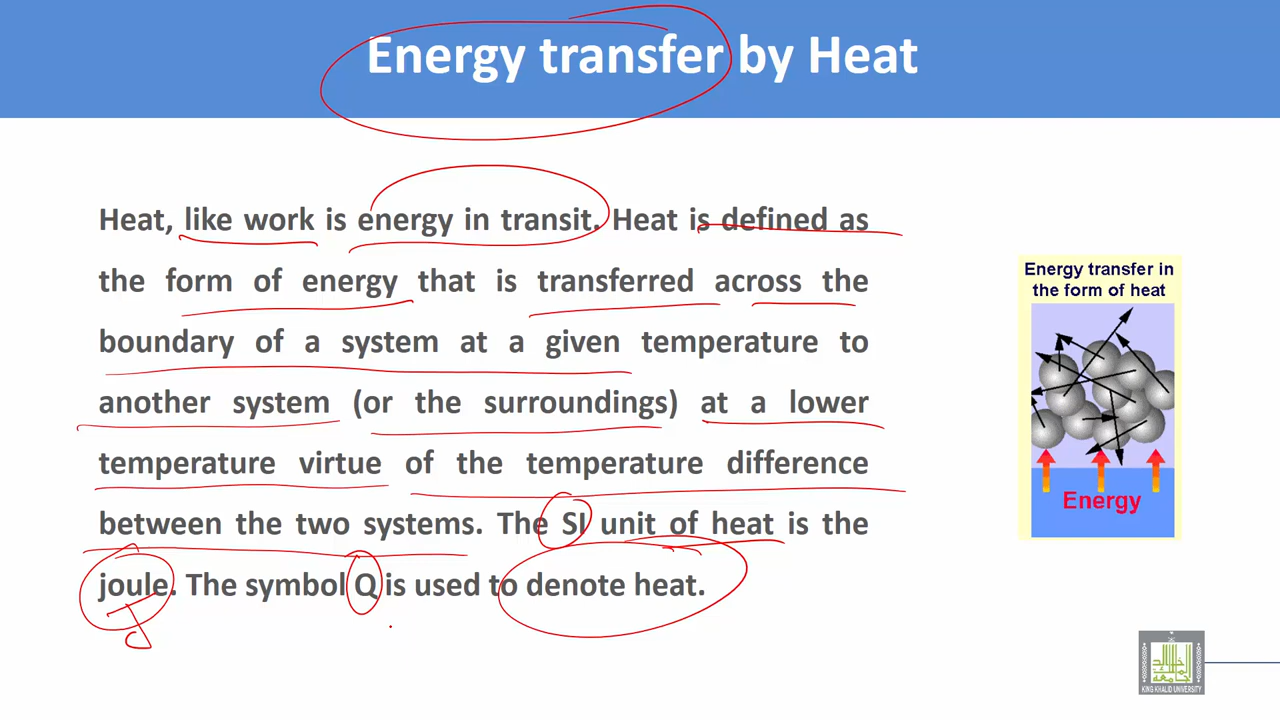 Energy transfer by Heat
Heat, like work is energy in transit. Heat is defined as
the form of energy that is transferred across the
boundary of a system at a given temperature to
another system (or the surroundings) at a lower
temperature virtue of the temperature difference
between the two systems. The SI unit of heat is the
joule. The symbol Q is used to denote heat.
J
Energy transfer in
the form of heat
Energy
KING KHALID UNIVERSITY